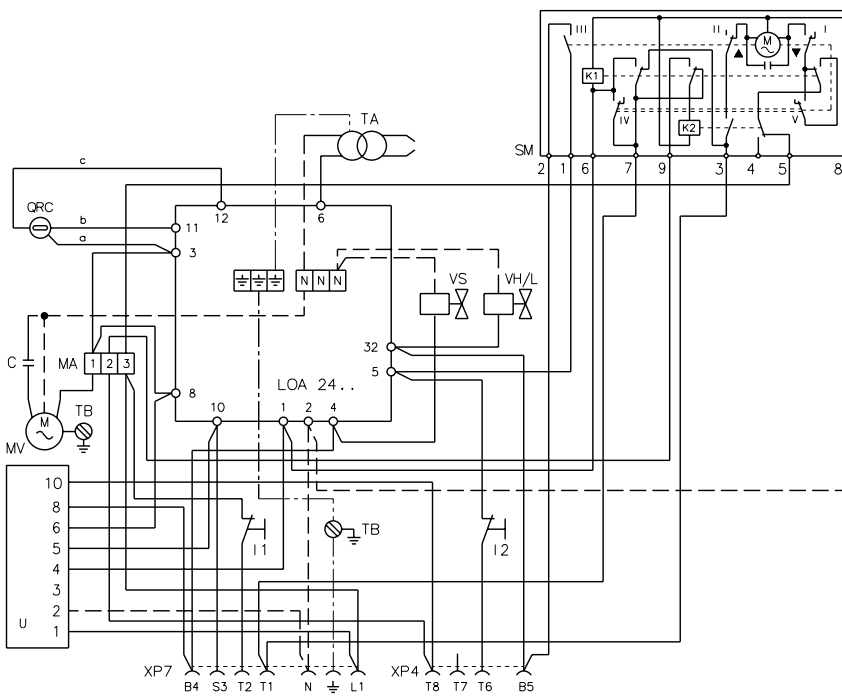 III
II
M
I
K1
K2
IV
V
TA
SM
2 1 6 7 9 3 4 5 8
c
QRC
b
a
12
6
11
3
N N N
VS
VH/L
32
5
C
MA
1 2 3
LOA 24..
8
10
1
2
4
M
TB
MV
10
8
6
5
4
3
2
1
U
I1
TB
I2
XP7
B4 S3 T2 T1 N L1
XP4
T8 T7 T6 B5